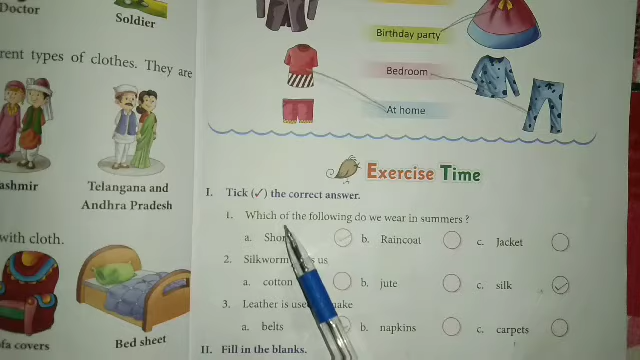 Doctor
Soldier
rent types of clothes. They are
ashmir
Telangana and
Andhra Pradesh
with cloth.
fa covers
Bed sheet
Birthday party
Bedroom
At home
Exercise Time
I. Tick (✓) the correct answer.
1. Which of the following do we wear in summers ?
a. Shor b. Raincoat c. Jacket
2. Silkworm us
a. cotton b. jute c. silk
3. Leather is use make
a. belts b. napkins c. carpets
II. Fill in the blanks.